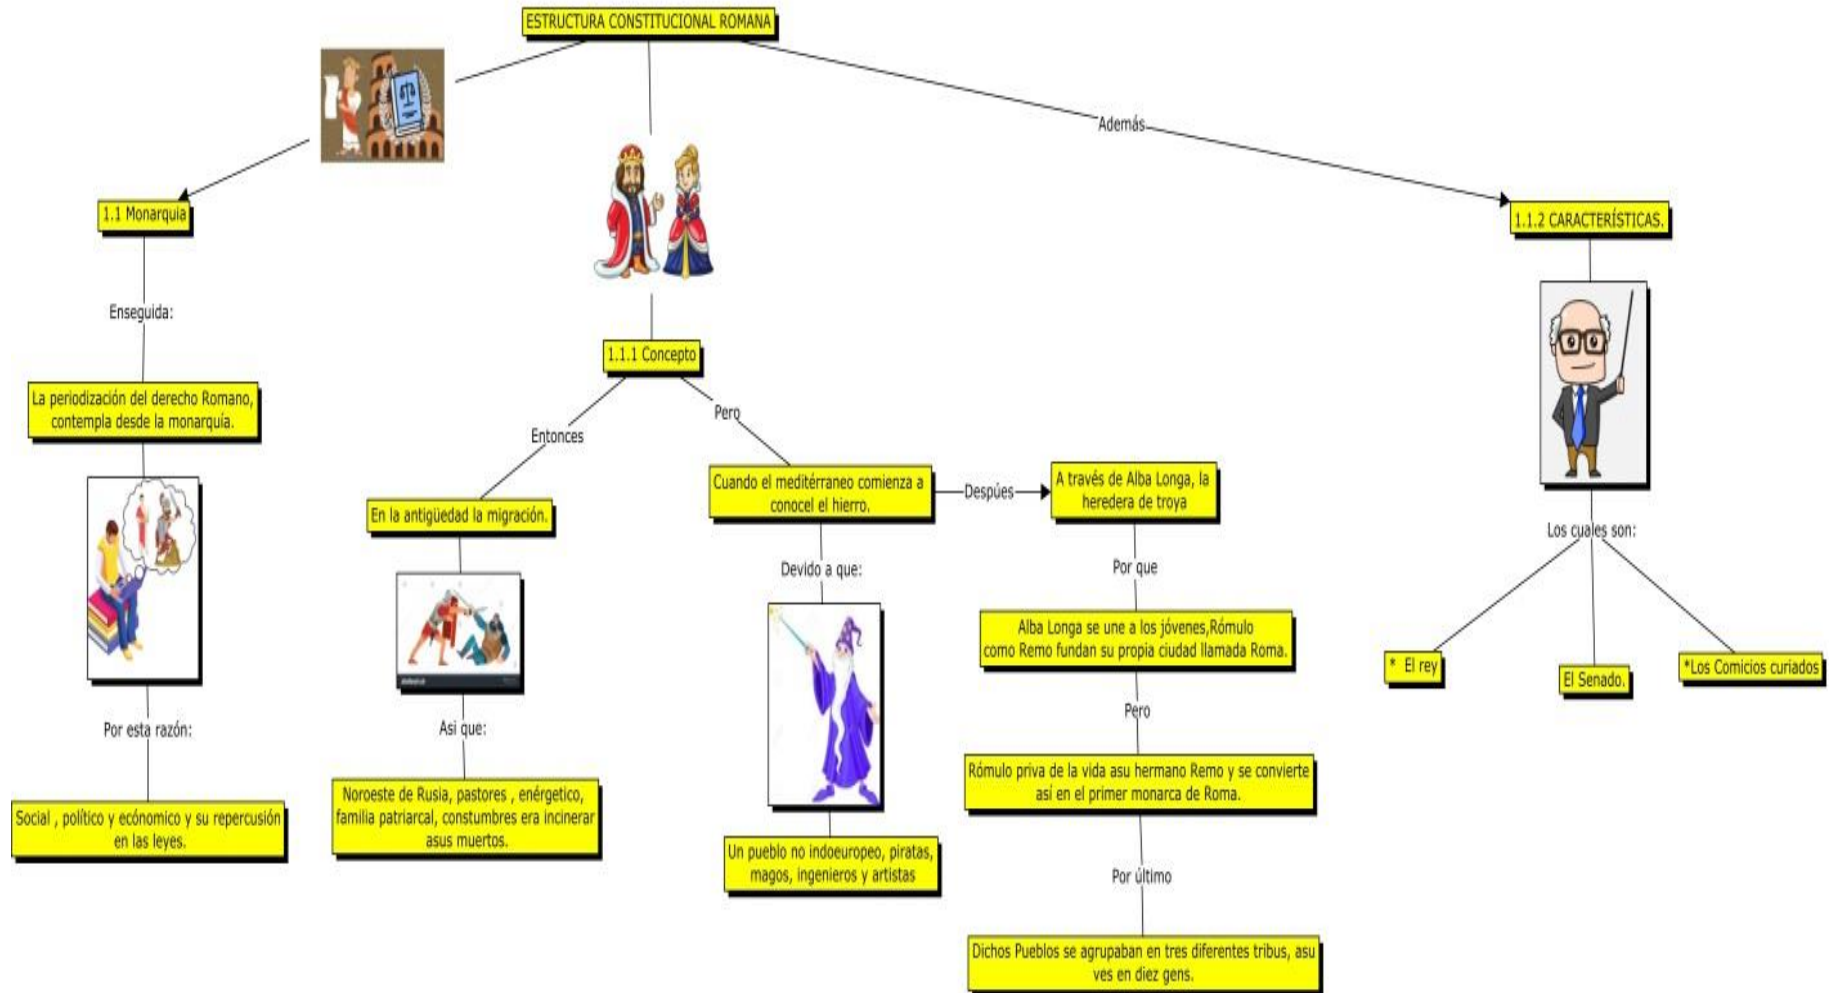 ESTRUCTURA CONSTITUCIONAL ROMANA
1.1 Monarquia
Enseguida:
La periodización del derecho Romano,
contempla desde la monarquía.
Por esta razón:
Social , político y ecónomico y su repercusión
en las leyes.
1.1.1 Concepto
Entonces
En la antigüedad la migración.
Asi que:
Noroeste de Rusia, pastores , enérgetico,
familia patriarcal, constumbres era incinerar
asus muertos.
Pero
Cuando el meditérraneo comienza a
conocel el hierro.
Devido a que:
Un pueblo no indoeuropeo, piratas,
magos, ingenieros y artistas
Despúes
A través de Alba Longa, la
heredera de troya
Por que
Alba Longa se une a los jóvenes,Rómulo
como Remo fundan su propia ciudad llamada Roma.
Pero
Rómulo priva de la vida asu hermano Remo y se convierte
así en el primer monarca de Roma.
Por último
Dichos Pueblos se agrupaban en tres diferentes tribus, asu
ves en diez gens.
Además
1.1.2 CARACTERÍSTICAS.
Los cuales son:
* El rey
El Senado.
*Los Comicios curiados